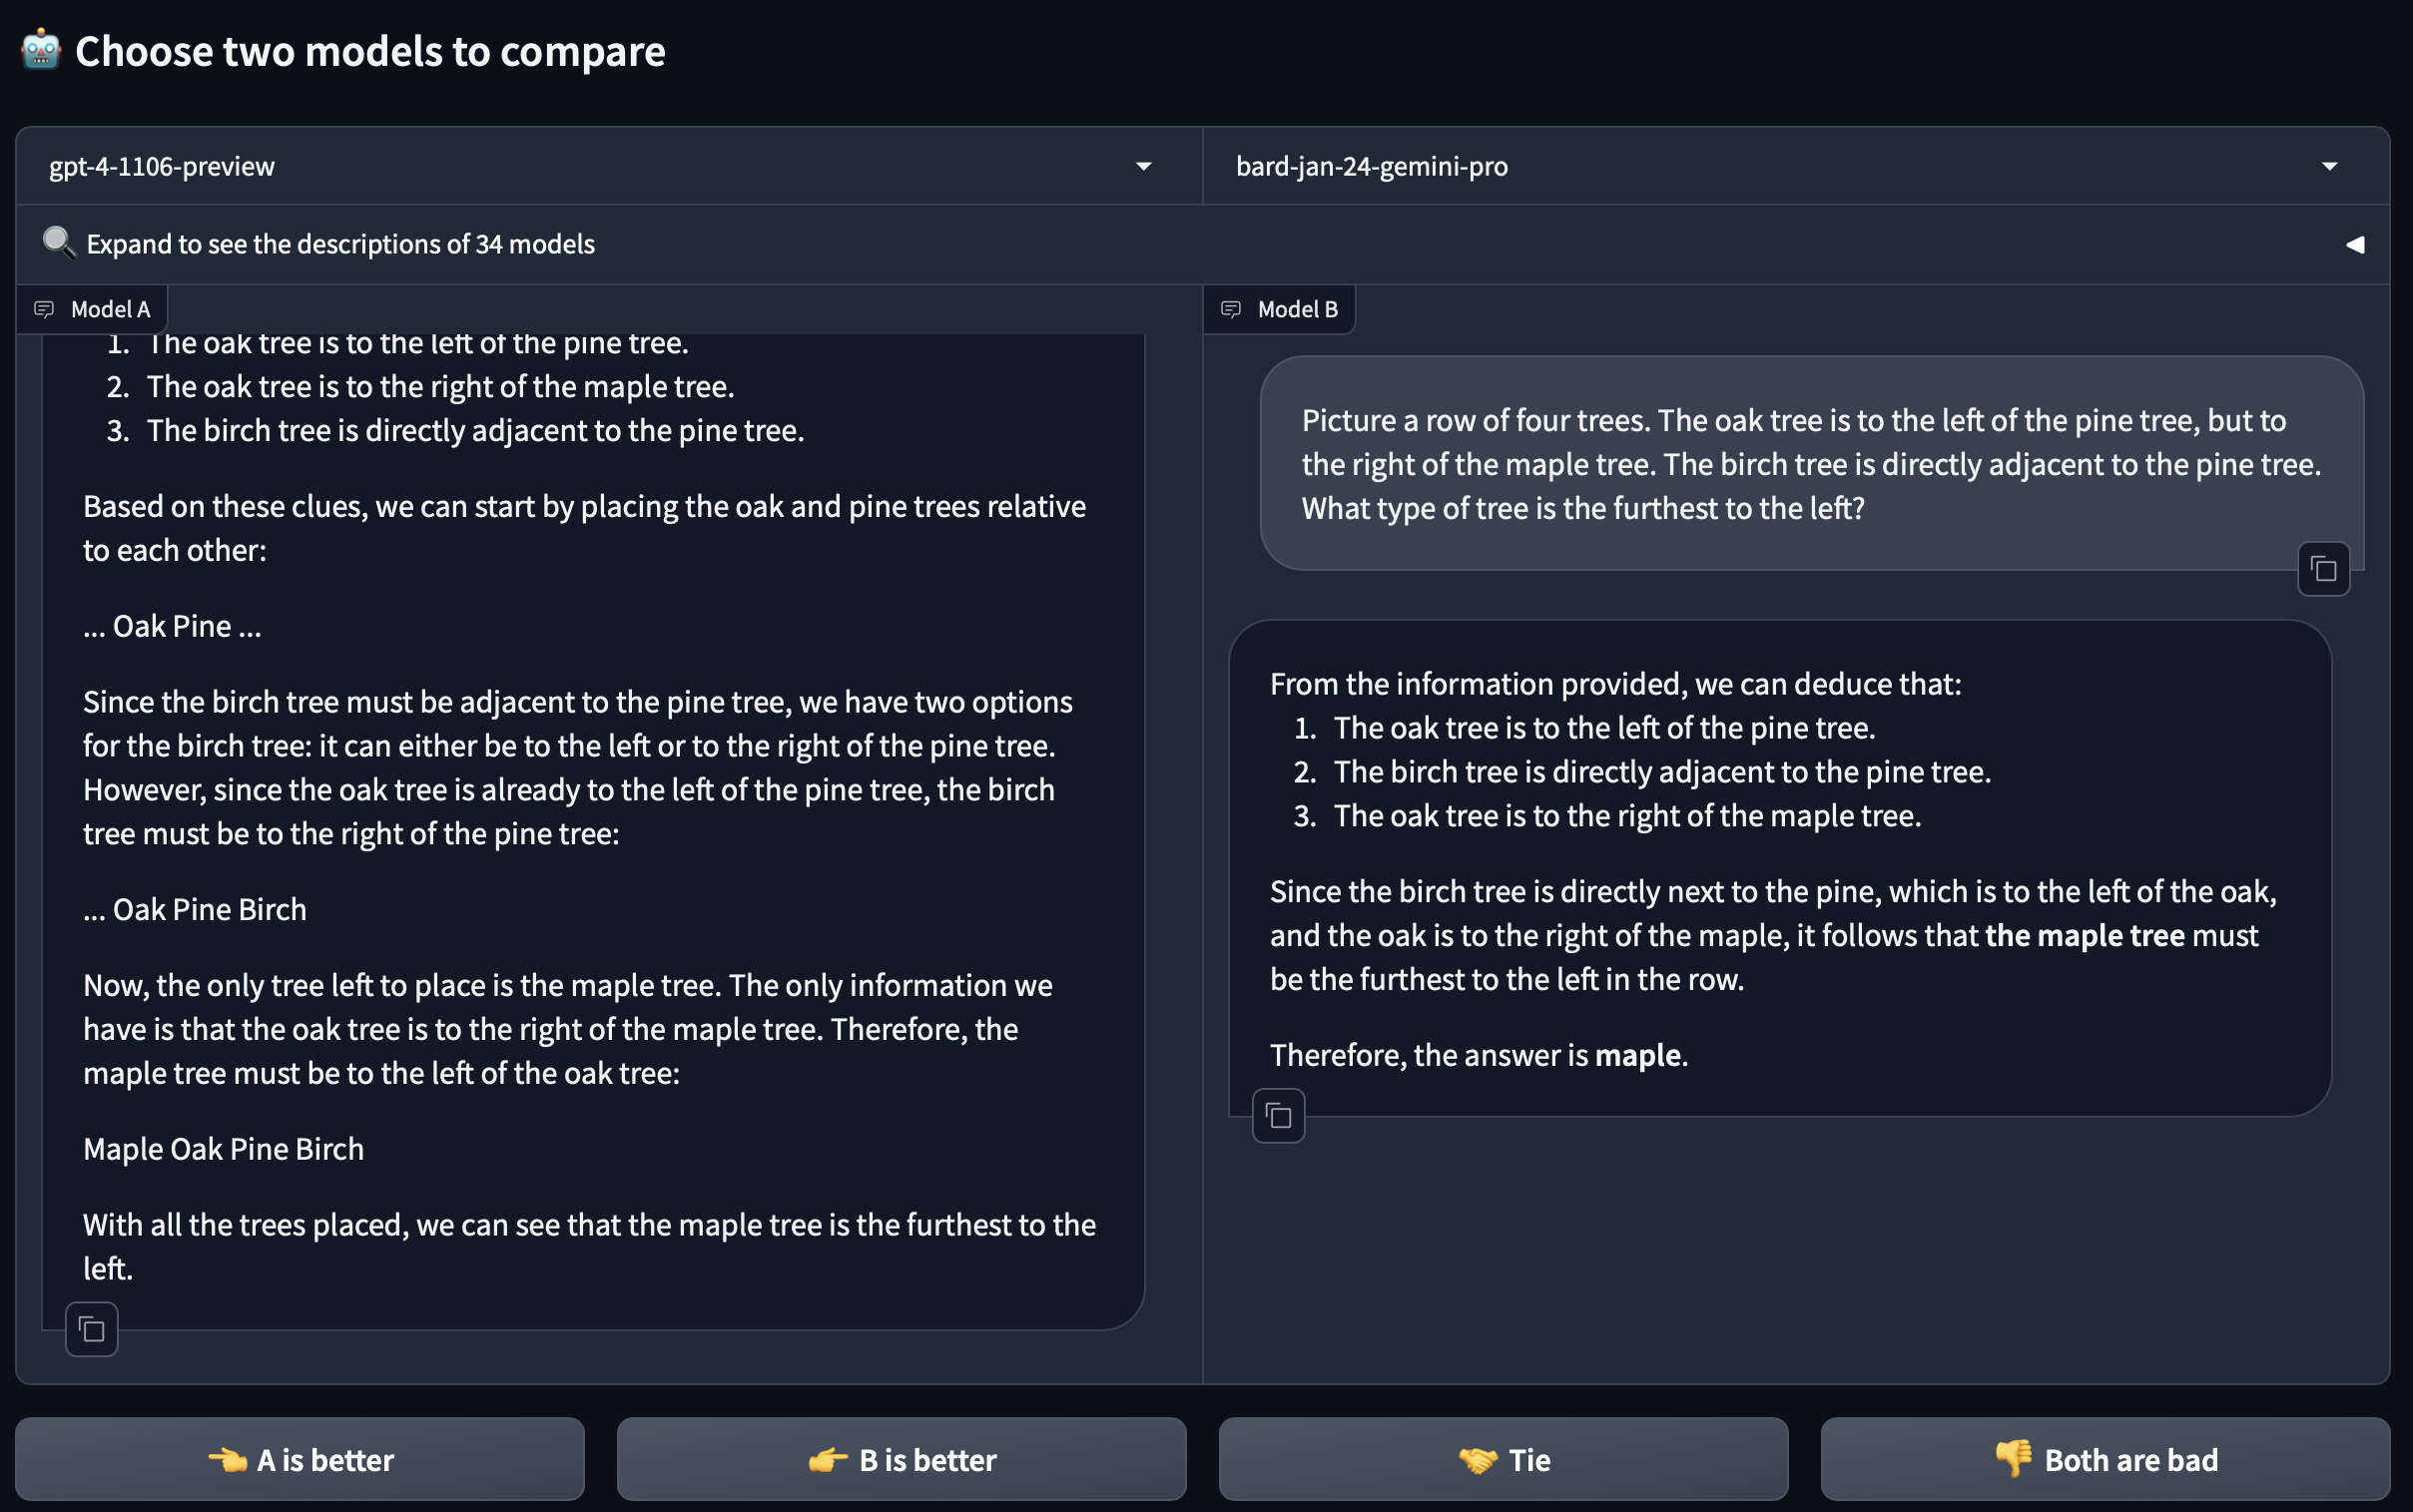 🤖 Choose two models to compare
gpt-4-1106-preview
bard-jan-24-gemini-pro
🔍 Expand to see the descriptions of 34 models
Model A
1. The oak tree is to the left of the pine tree.
2. The oak tree is to the right of the maple tree.
3. The birch tree is directly adjacent to the pine tree.
Based on these clues, we can start by placing the oak and pine trees relative
to each other:
... Oak Pine ...
Since the birch tree must be adjacent to the pine tree, we have two options
for the birch tree: it can either be to the left or to the right of the pine tree.
However, since the oak tree is already to the left of the pine tree, the birch
tree must be to the right of the pine tree:
... Oak Pine Birch
Now, the only tree left to place is the maple tree. The only information we
have is that the oak tree is to the right of the maple tree. Therefore, the
maple tree must be to the left of the oak tree:
Maple Oak Pine Birch
With all the trees placed, we can see that the maple tree is the furthest to the
left.
Model B
Picture a row of four trees. The oak tree is to the left of the pine tree, but to
the right of the maple tree. The birch tree is directly adjacent to the pine tree.
What type of tree is the furthest to the left?
From the information provided, we can deduce that:
1. The oak tree is to the left of the pine tree.
2. The birch tree is directly adjacent to the pine tree.
3. The oak tree is to the right of the maple tree.
Since the birch tree is directly next to the pine, which is to the left of the oak,
and the oak is to the right of the maple, it follows that the maple tree must
be the furthest to the left in the row.
Therefore, the answer is maple.
👈 A is better
👉 B is better
🤝 Tie
👎 Both are bad